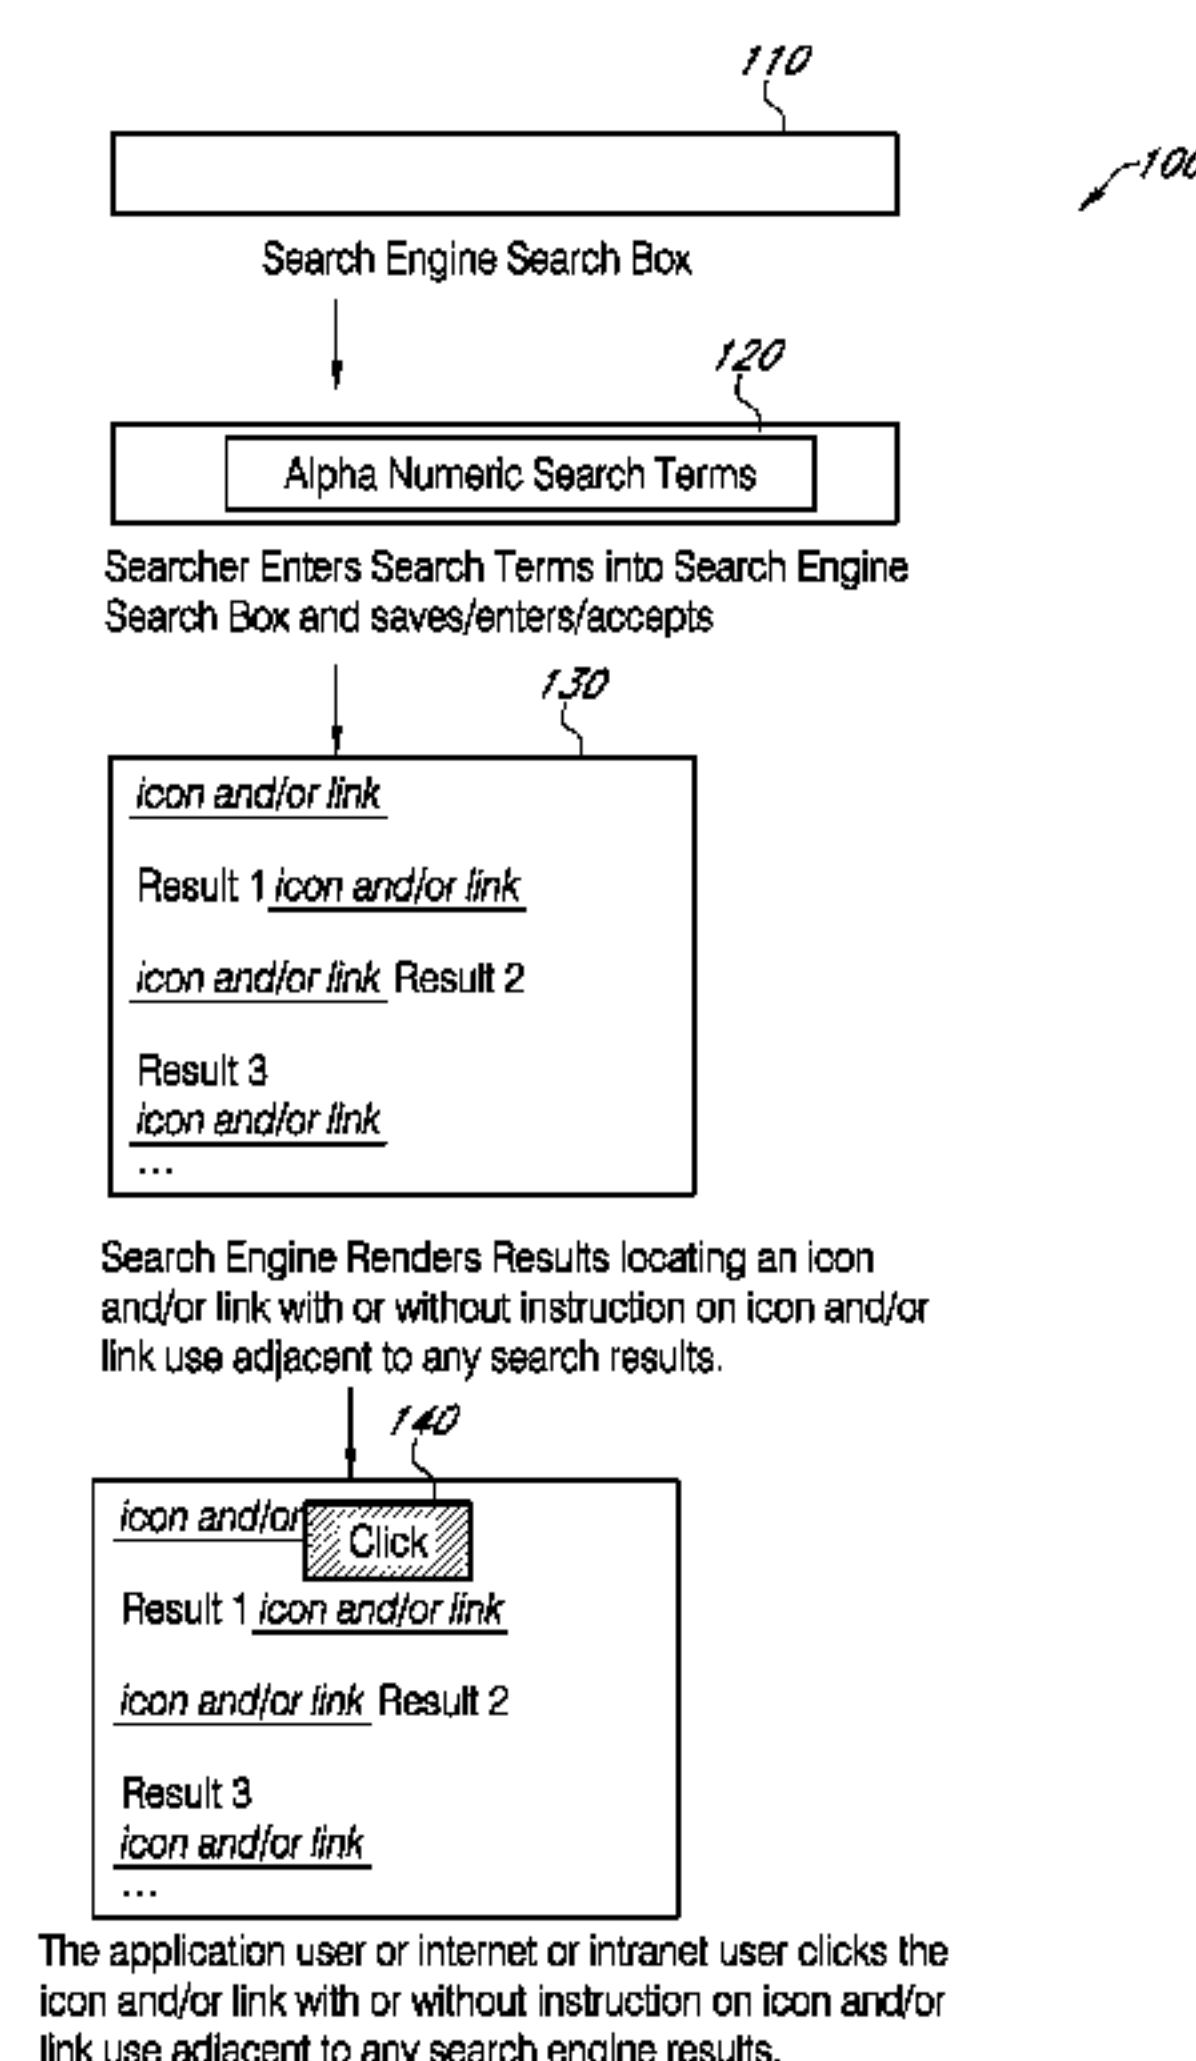 110
100
Search Engine Search Box
120
Alpha Numeric Search Terms
Searcher Enters Search Terms into Search Engine
Search Box and saves/enters/accepts
130
icon and/or link
Result 1 icon and/or link
icon and/or link Result 2
Result 3
icon and/or link
...
Search Engine Renders Results locating an icon
and/or link with or without instruction on icon and/or
link use adjacent to any search results.
140
icon and/or
Click
Result 1 icon and/or link
icon and/or link Result 2
Result 3
icon and/or link
...
The application user or internet or intranet user clicks the
icon and/or link with or without instruction on icon and/or
link use adjacent to any search engine results.